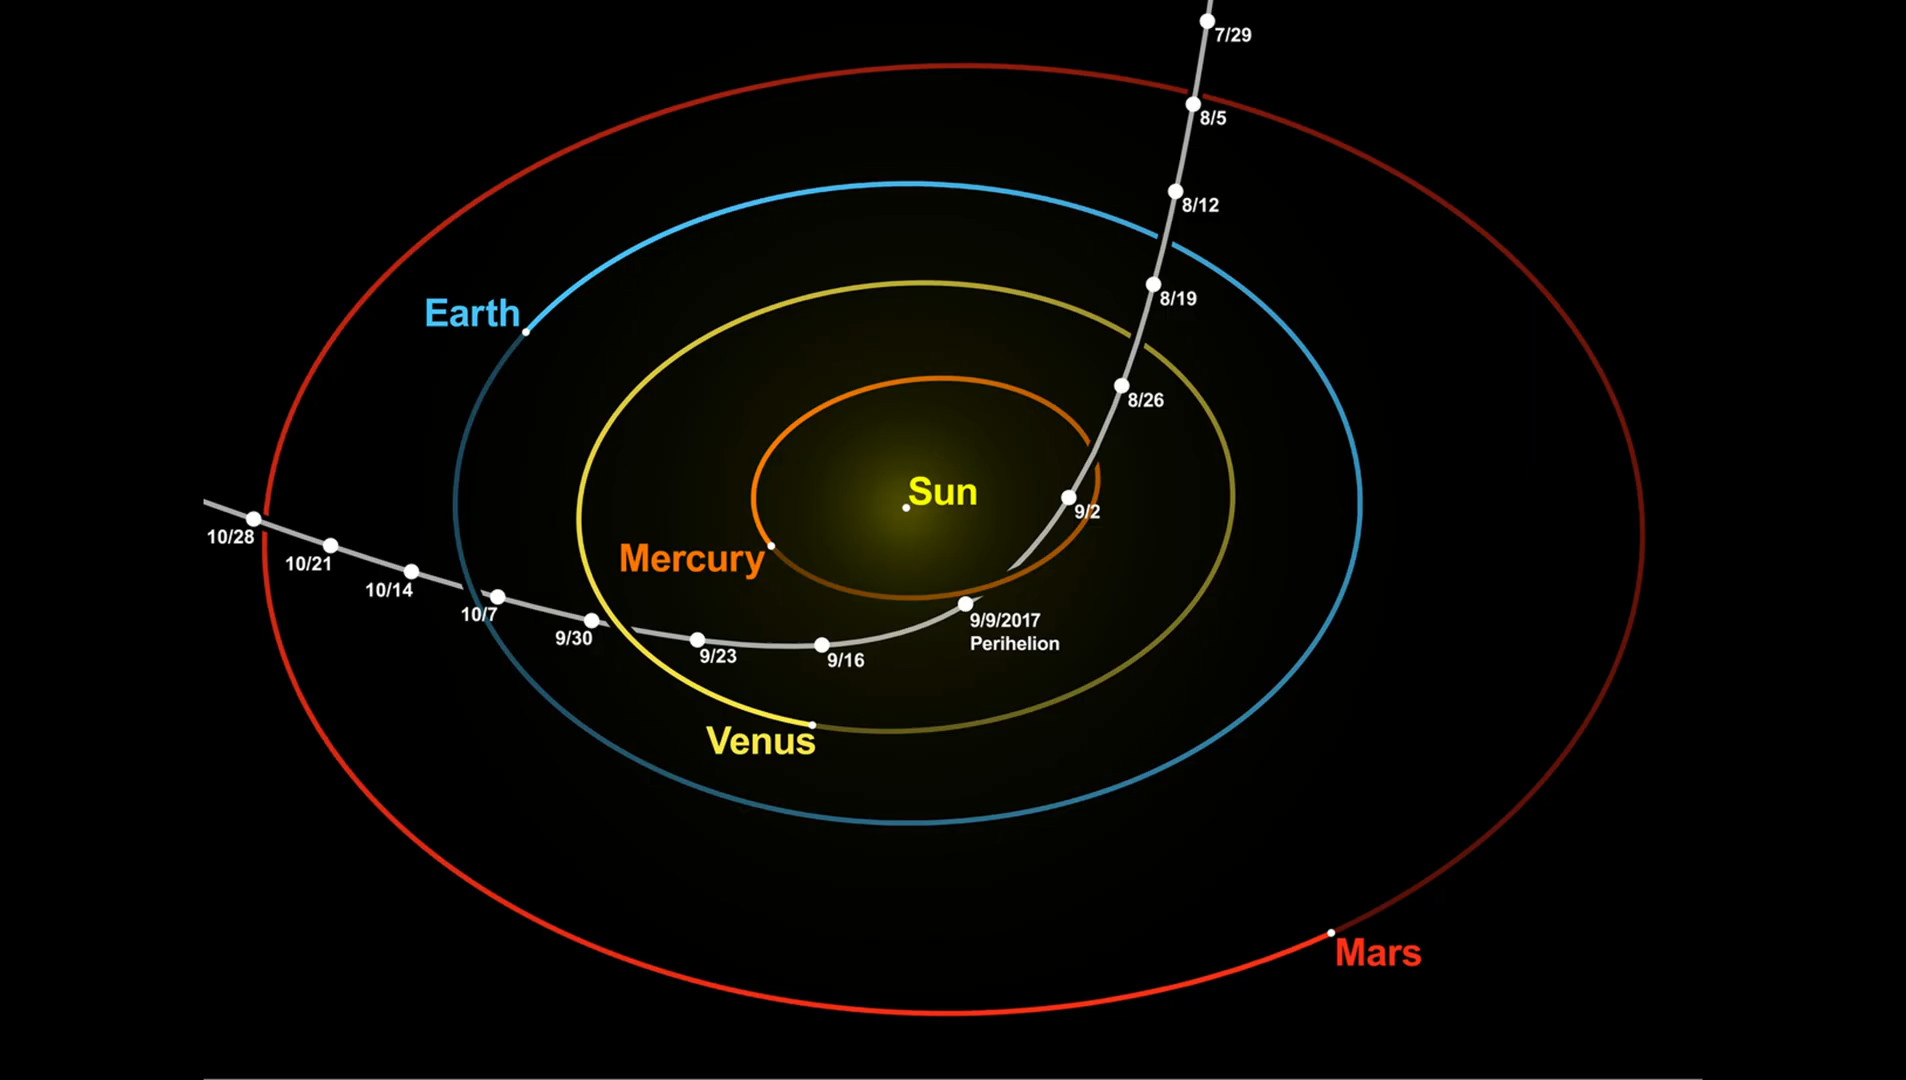 7/29
8/5
8/12
8/19
Earth
8/26
Sun
9/2
10/28
Mercury
10/21
10/14
10/7
9/9/2017
Perihelion
9/30
9/23
9/16
Venus
Mars